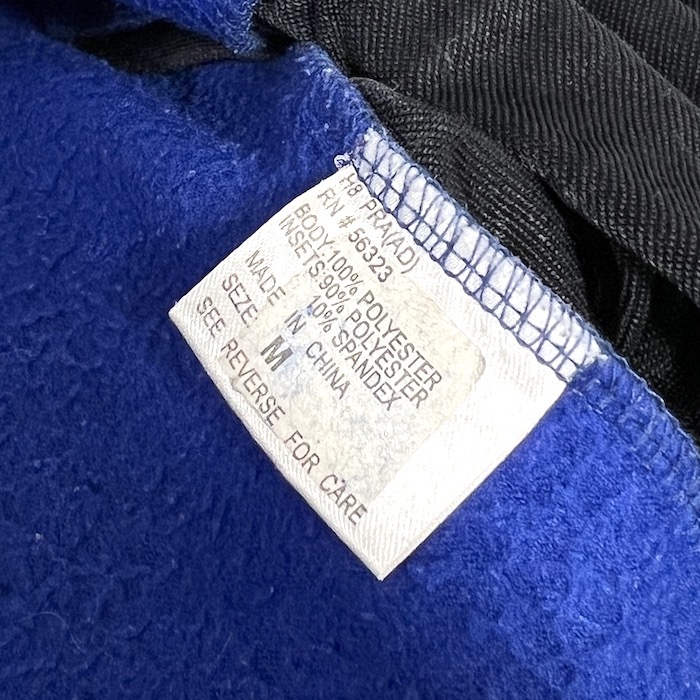 H8 PRA(AD)
RN # 56323
BODY:100% POLYESTER
INSETS:90% POLYESTER
10% SPANDEX
MADE IN CHINA
SEZE: M
SEE REVERSE FOR CARE